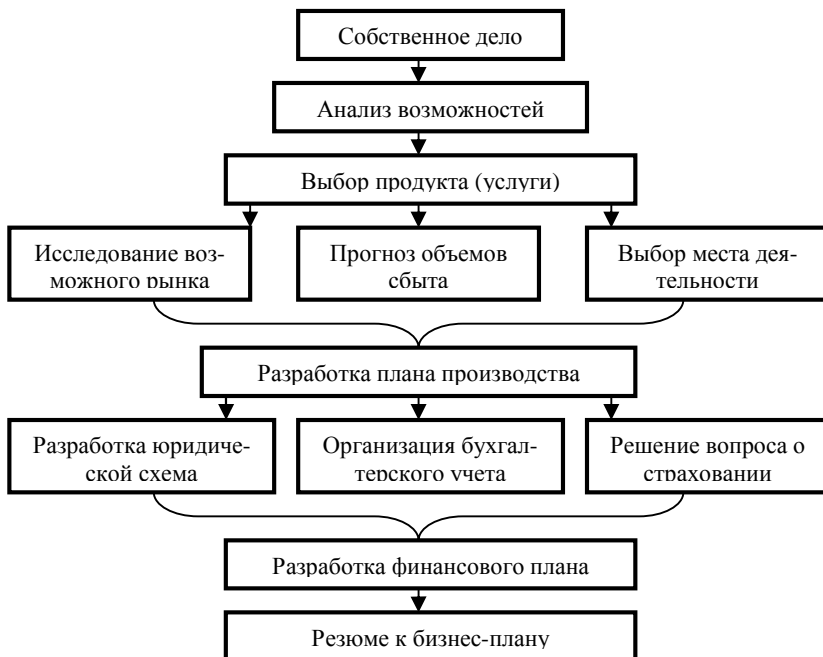 Собственное дело
Анализ возможностей
Выбор продукта (услуги)
Исследование воз-
можного рынка
Прогноз объемов
сбыта
Выбор места дея-
тельности
Разработка плана производства
Разработка юридиче-
ской схема
Организация бухгал-
терского учета
Решение вопроса о
страховании
Разработка финансового плана
Резюме к бизнес-плану